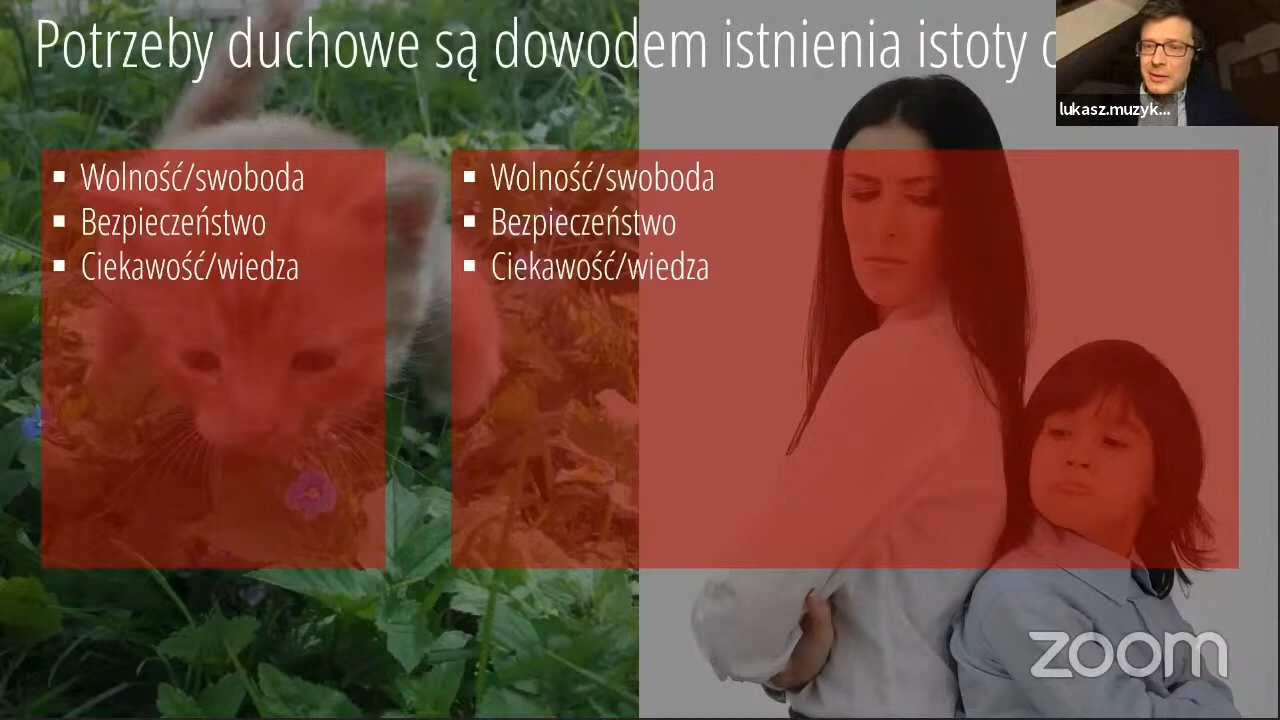 Potrzeby duchowe są dowodem istnienia istoty
lukasz.muzyk...
Wolność/swoboda
Bezpieczeństwo
Ciekawość/wiedza
Wolność/swoboda
Bezpieczeństwo
Ciekawość/wiedza
zoom